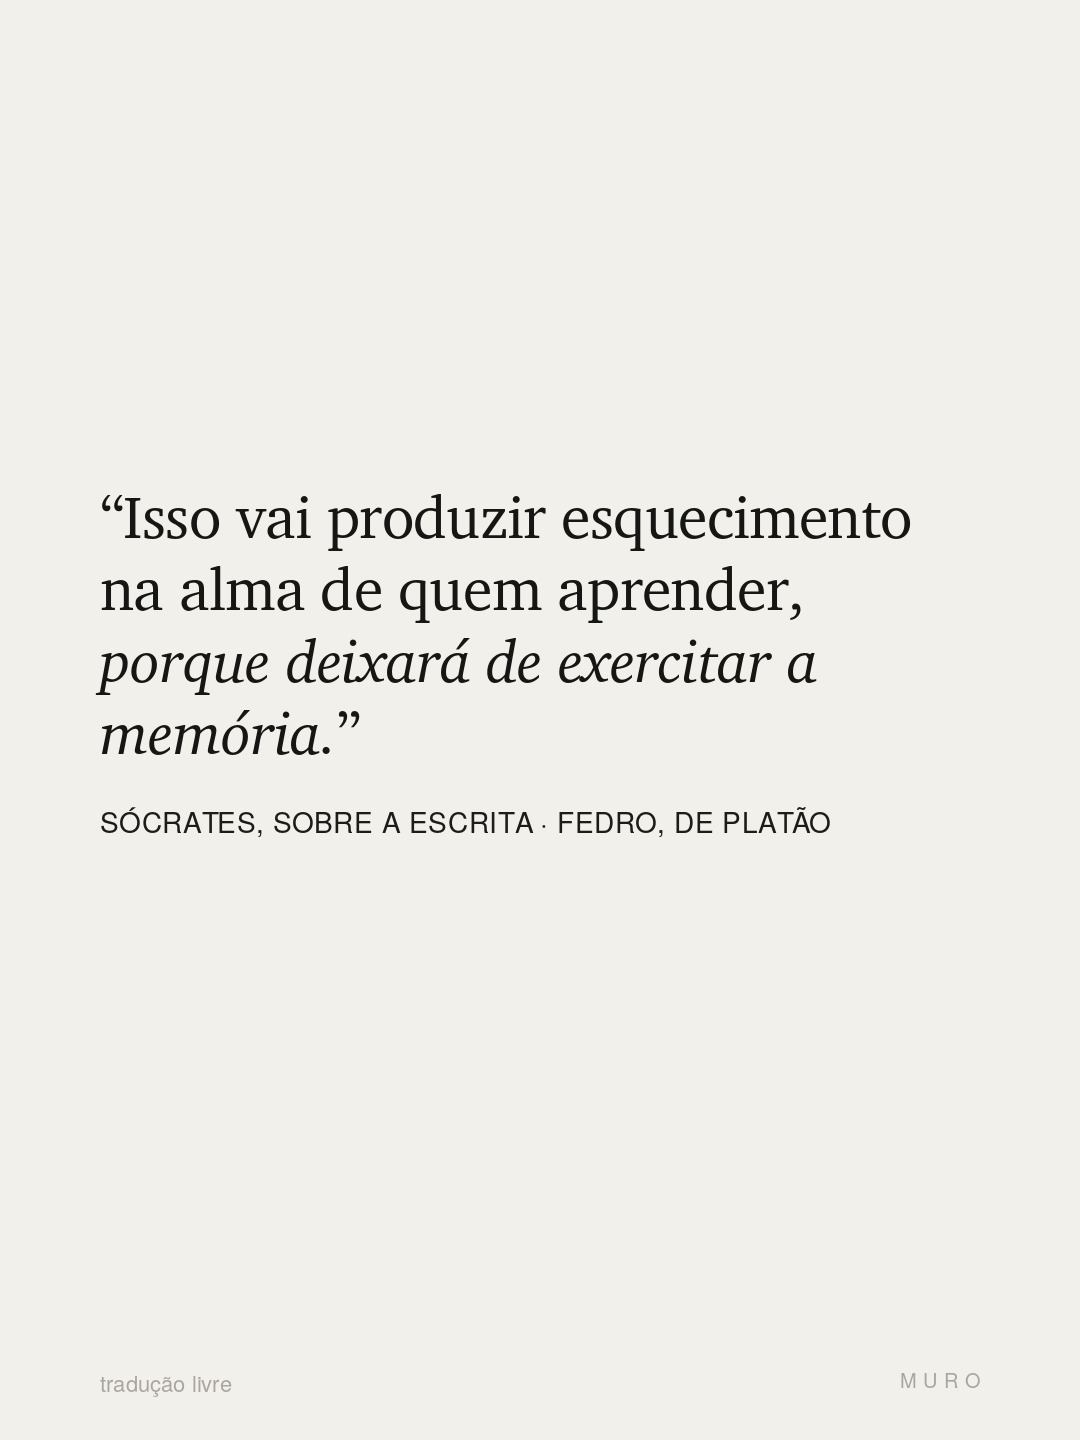 “Isso vai produzir esquecimento
na alma de quem aprender,
porque deixará de exercitar a
memória.”
SÓCRATES, SOBRE A ESCRITA · FEDRO, DE PLATÃO
tradução livre
MURO